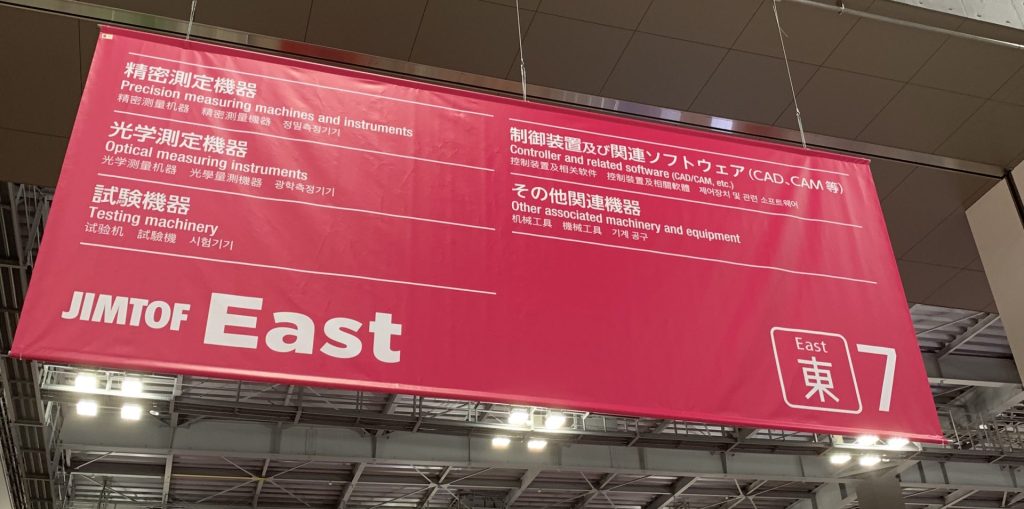 精密測定機器
Precision measuring machines and instruments
精密测量机器 精密測量機器 정밀측정기기
光学測定機器
Optical measuring instruments
光学测量机器 光學量測機器 광학측정기기
試験機器
Testing machinery
试验机 試驗機 시험기기
制御装置及び関連ソフトウェア(CAD、CAM 等)
Controller and related software (CAD/CAM, etc.)
控制装置及相关软件 控制裝置及相關軟體 제어장치 및 관련 소프트웨어
その他関連機器
Other associated machinery and equipment
机械工具 機械工具 기계 공구
JIMTOF East
East
東 7